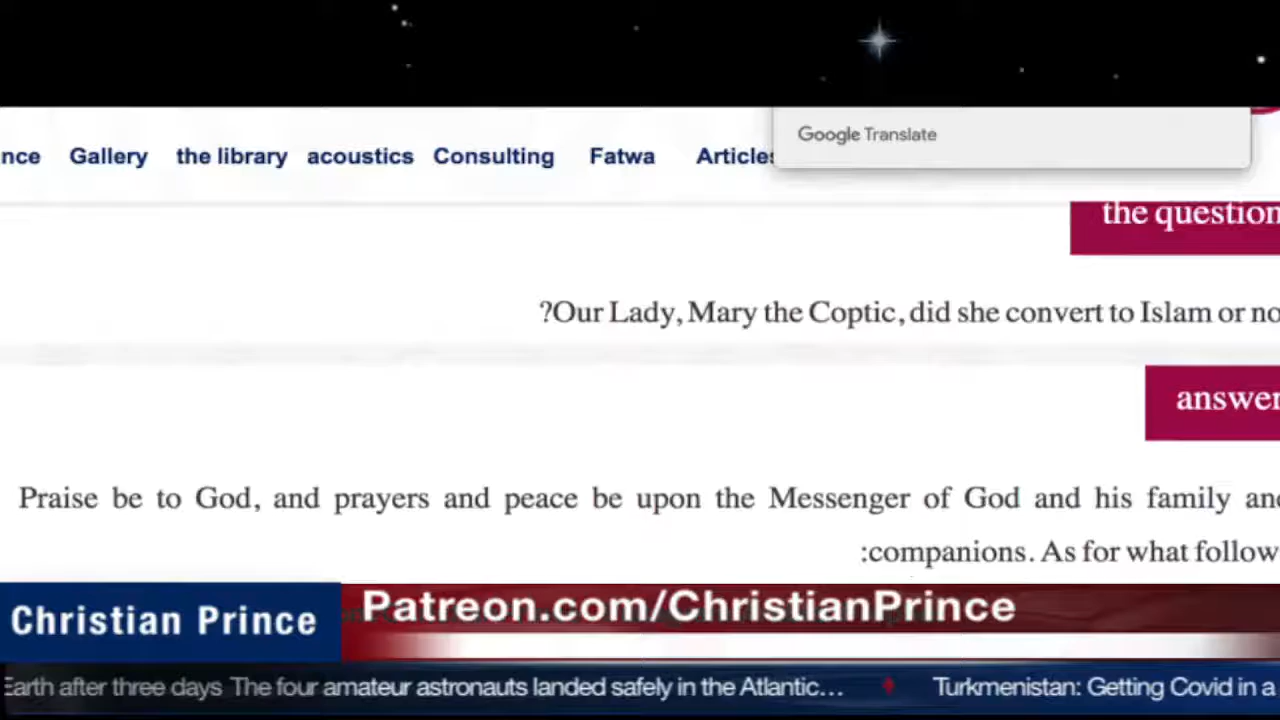 Google Translate
nce Gallery the library acoustics Consulting Fatwa Articles
the question
?Our Lady, Mary the Coptic, did she convert to Islam or no
answer
Praise be to God, and prayers and peace be upon the Messenger of God and his family and
:companions. As for what follow
Christian Prince
Patreon.com/ChristianPrince
Earth after three days The four amateur astronauts landed safely in the Atlantic... Turkmenistan: Getting Covid in a